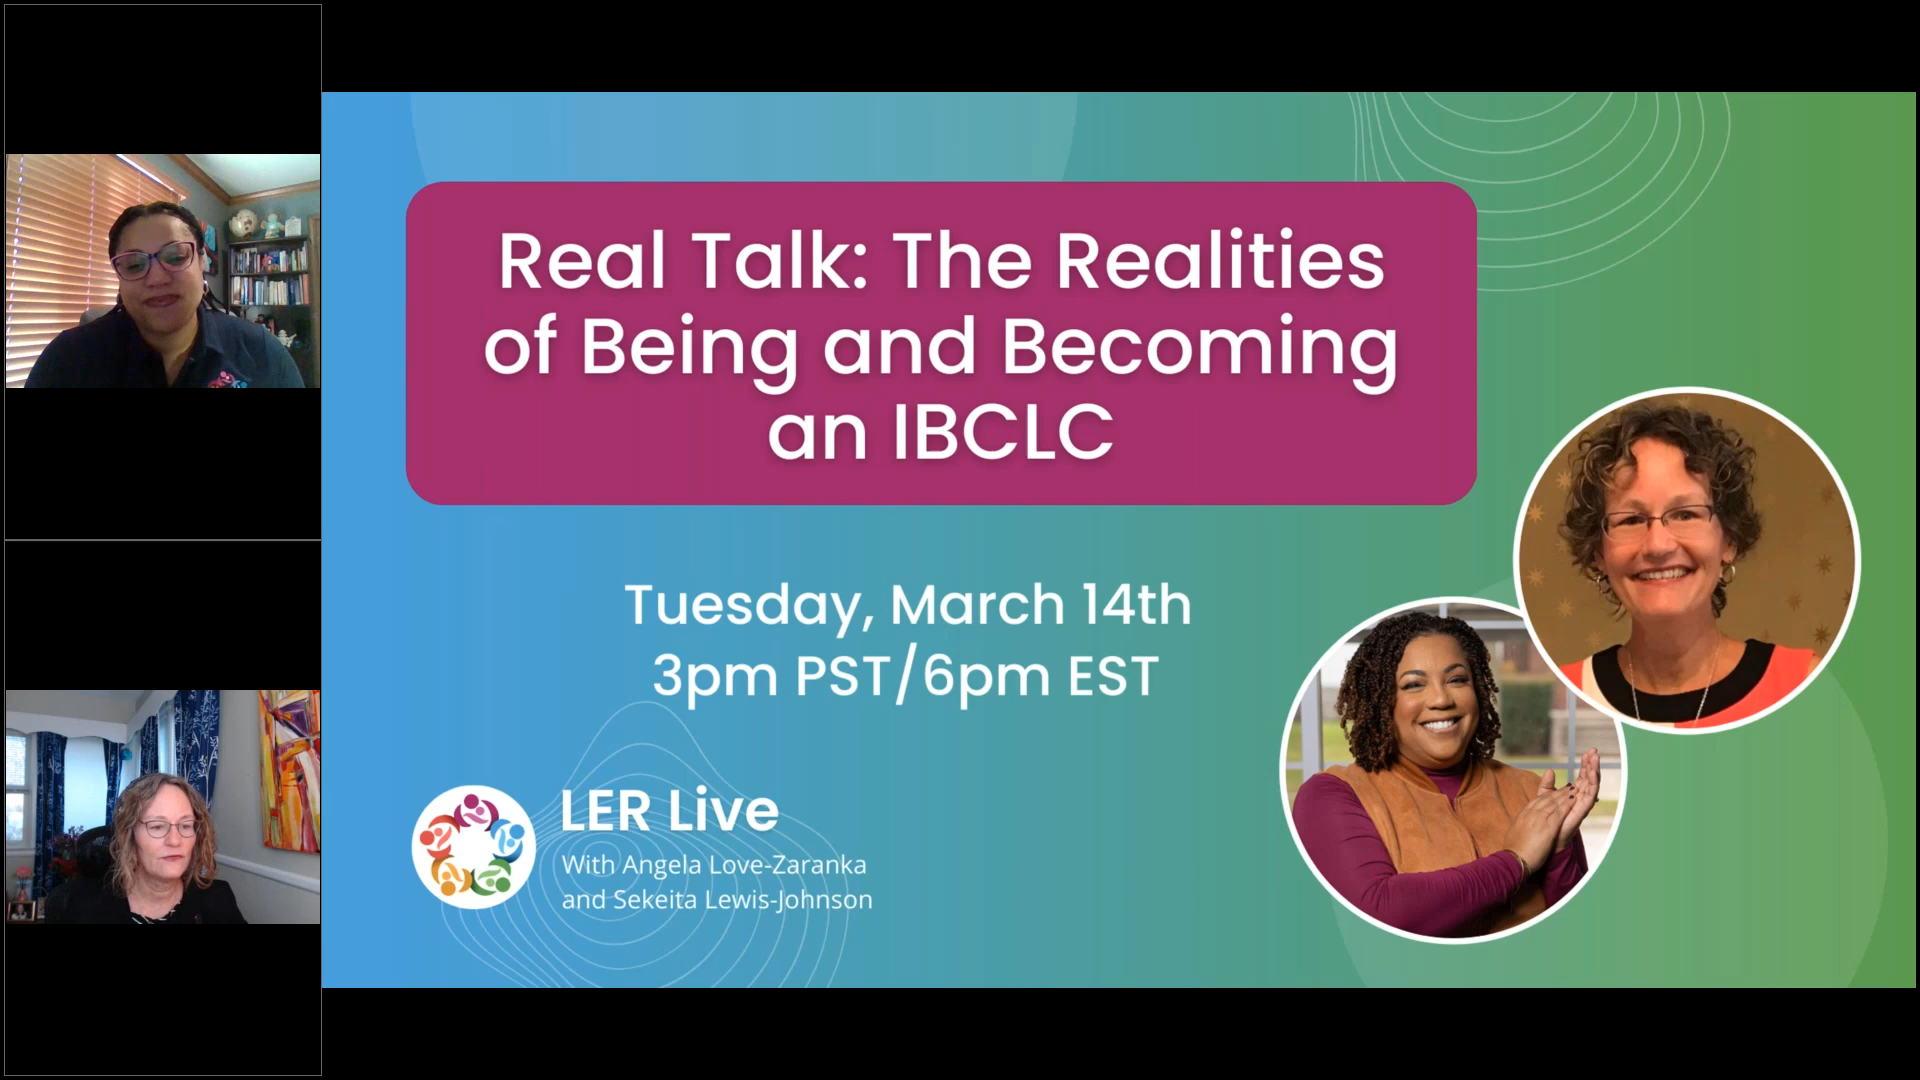 Real Talk: The Realities
of Being and Becoming
an IBCLC
Tuesday, March 14th
3pm PST/6pm EST
LER Live
With Angela Love-Zaranka
and Sekeita Lewis-Johnson